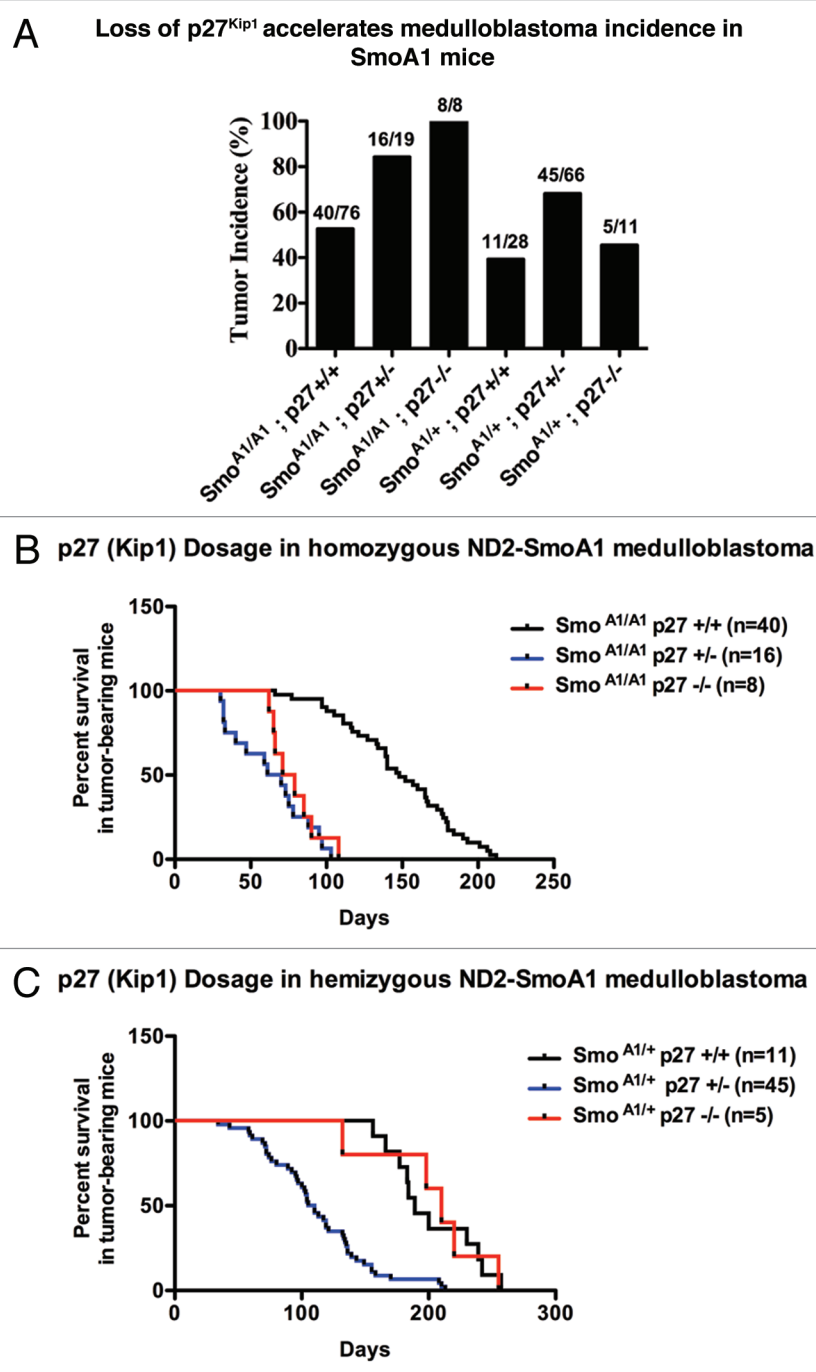 A
Loss of p27Kip1 accelerates medulloblastoma incidence in
SmoA1 mice
Tumor Incidence (%)
100
80
60
40
20
0
40/76
16/19
8/8
11/28
45/66
5/11
SmoA1/A1 ; p27+/+
SmoA1/A1 ; p27+/-
SmoA1/A1 ; p27-/-
SmoA1/+ ; p27+/+
SmoA1/+ ; p27+/-
SmoA1/+ ; p27-/-
B
p27 (Kip1) Dosage in homozygous ND2-SmoA1 medulloblastoma
Percent survival
in tumor-bearing mice
150
100
50
0
0 50 100 150 200 250
Days
Smo A1/A1 p27 +/+ (n=40)
Smo A1/A1 p27 +/- (n=16)
Smo A1/A1 p27 -/- (n=8)
C
p27 (Kip1) Dosage in hemizygous ND2-SmoA1 medulloblastoma
Percent survival
in tumor-bearing mice
150
100
50
0
0 100 200 300
Days
Smo A1/+ p27 +/+ (n=11)
Smo A1/+ p27 +/- (n=45)
Smo A1/+ p27 -/- (n=5)